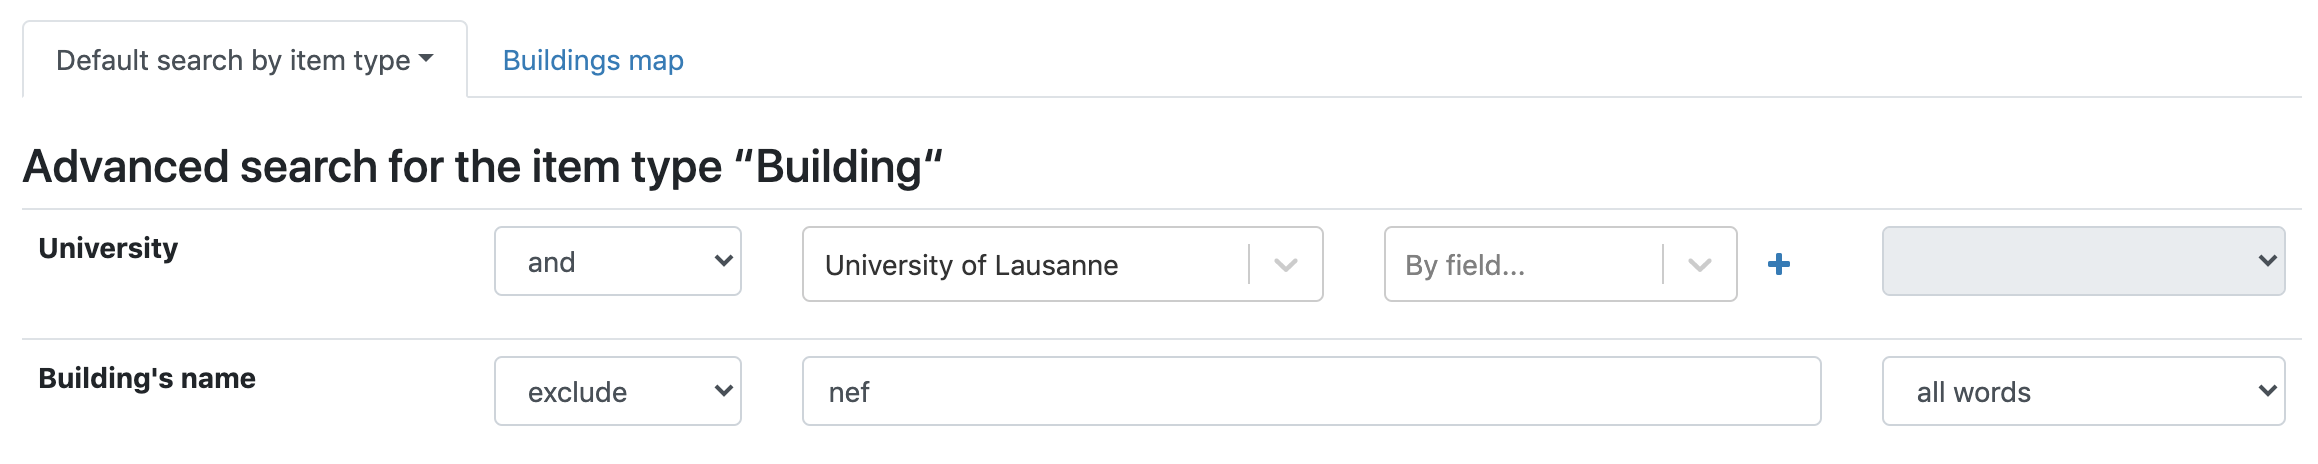 Default search by item type Buildings map
Advanced search for the item type “Building“
University and University of Lausanne By field...
Building's name exclude nef all words